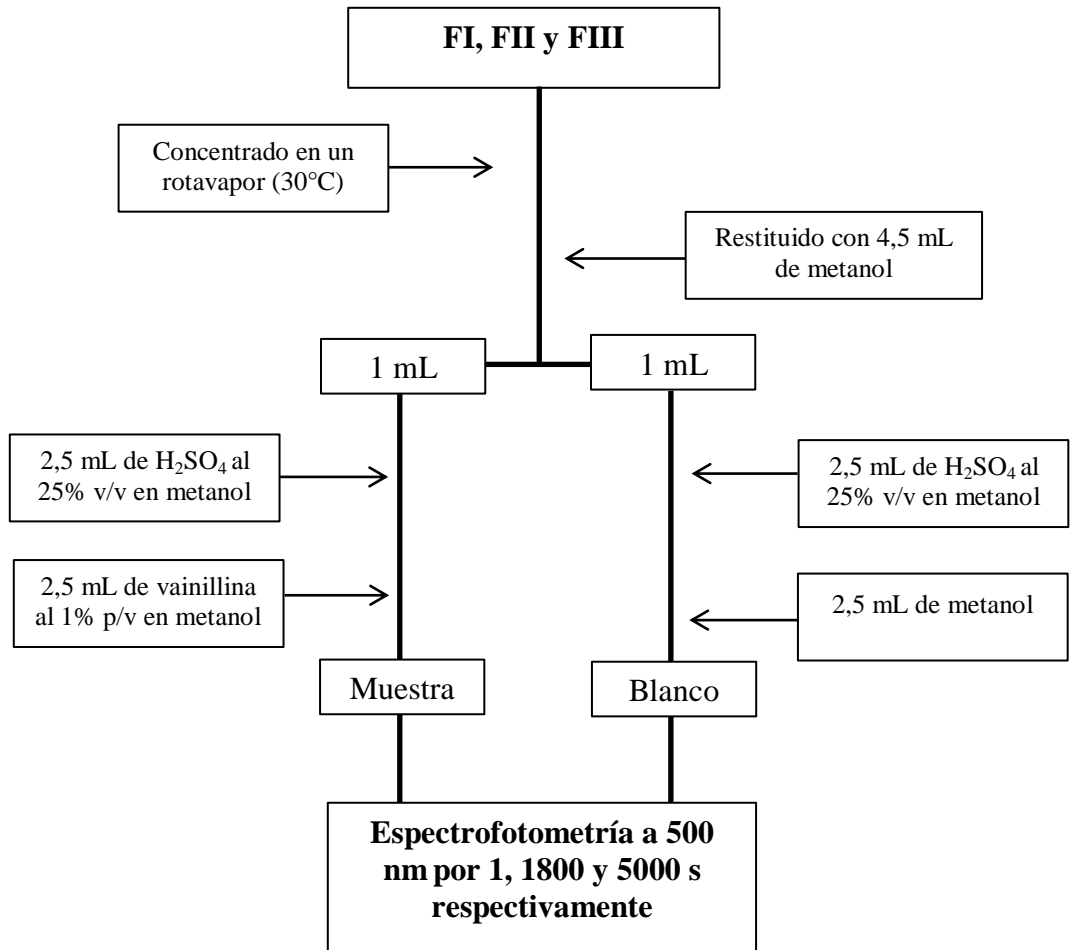 FI, FII y FIII
Concentrado en un
rotavapor (30°C)
Restituido con 4,5 mL
de metanol
1 mL
1 mL
2,5 mL de H₂SO₄ al
25% v/v en metanol
2,5 mL de H₂SO₄ al
25% v/v en metanol
2,5 mL de vainillina
al 1% p/v en metanol
2,5 mL de metanol
Muestra
Blanco
Espectrofotometría a 500
nm por 1, 1800 y 5000 s
respectivamente